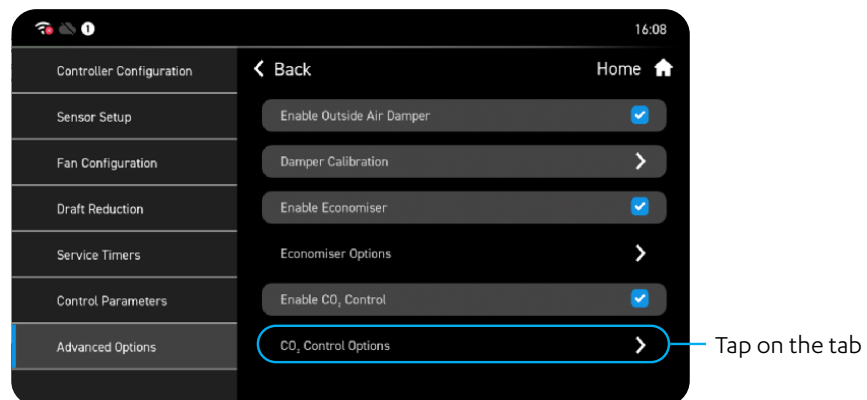 1
16:08
Controller Configuration
Sensor Setup
Fan Configuration
Draft Reduction
Service Timers
Control Parameters
Advanced Options
Back
Home
Enable Outside Air Damper
Damper Calibration
Enable Economiser
Economiser Options
Enable CO₂ Control
CO₂ Control Options
Tap on the tab